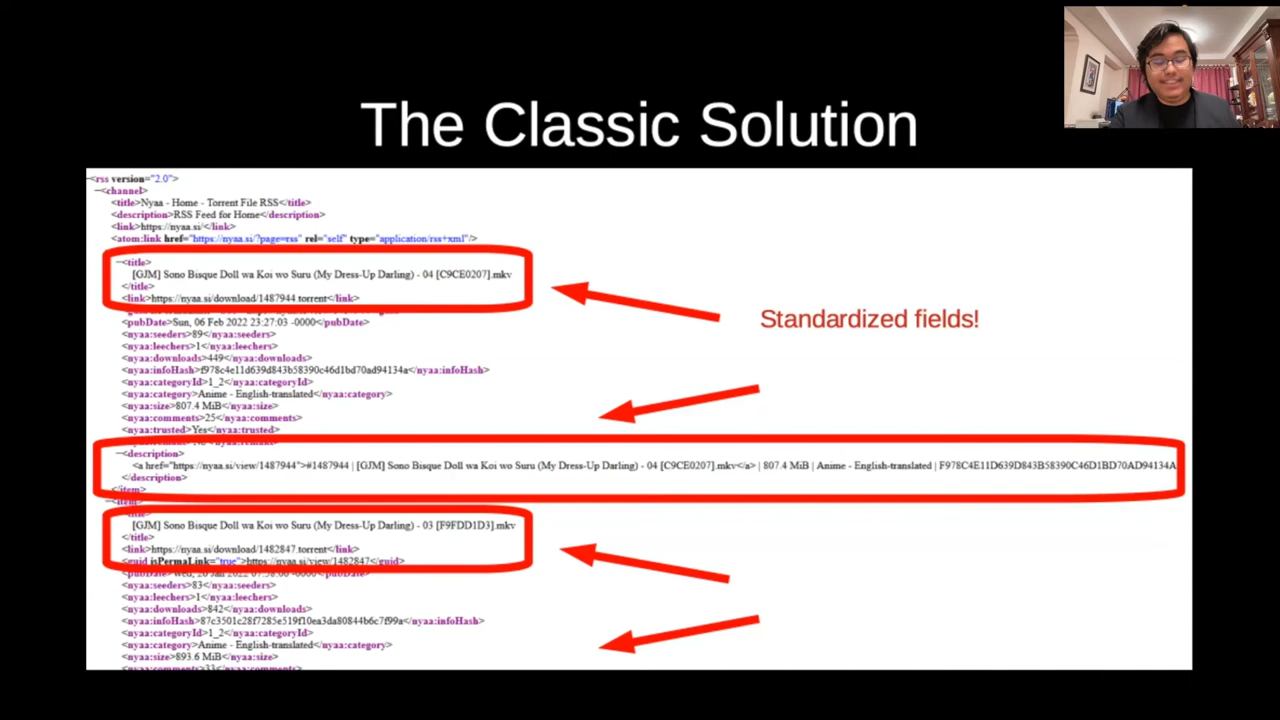 The Classic Solution
<rss version="2.0">
<channel>
<title>Nyaa - Home - Torrent File RSS</title>
<description>RSS Feed for Home</description>
<link>https://nyaa.si/</link>
<atom:link href="https://nyaa.si/?page=rss" rel="self" type="application/rss+xml"/>
<title>
[GJM] Sono Bisque Doll wa Koi wo Suru (My Dress-Up Darling) - 04 [C9CE0207].mkv
</title>
<link>https://nyaa.si/download/1487944.torrent</link>
<pubDate>Sun, 06 Feb 2022 23:27:03 -0000</pubDate>
<nyaa:seeders>89</nyaa:seeders>
<nyaa:leechers>1</nyaa:leechers>
<nyaa:downloads>449</nyaa:downloads>
<nyaa:infoHash>f978c4e11d639d843b58390c46d1bd70ad94134a</nyaa:infoHash>
<nyaa:categoryId>1_2</nyaa:categoryId>
<nyaa:category>Anime - English-translated</nyaa:category>
<nyaa:size>807.4 MiB</nyaa:size>
<nyaa:comments>25</nyaa:comments>
<nyaa:trusted>Yes</nyaa:trusted>
<description>
<a href="https://nyaa.si/view/1487944">#1487944 | [GJM] Sono Bisque Doll wa Koi wo Suru (My Dress-Up Darling) - 04 [C9CE0207].mkv</a> | 807.4 MiB | Anime - English-translated | F978C4E11D639D843B58390C46D1BD70AD94134A
</description>
</item>
<item>
[GJM] Sono Bisque Doll wa Koi wo Suru (My Dress-Up Darling) - 03 [F9FDD1D3].mkv
</title>
<link>https://nyaa.si/download/1482847.torrent</link>
<guid isPermaLink="true">https://nyaa.si/view/1482847</guid>
<nyaa:seeders>83</nyaa:seeders>
<nyaa:leechers>1</nyaa:leechers>
<nyaa:downloads>842</nyaa:downloads>
<nyaa:infoHash>87c3501c28f7285e519f10ea3da80844b6c7f99a</nyaa:infoHash>
<nyaa:categoryId>1_2</nyaa:categoryId>
<nyaa:category>Anime - English-translated</nyaa:category>
<nyaa:size>893.6 MiB</nyaa:size>
Standardized fields!